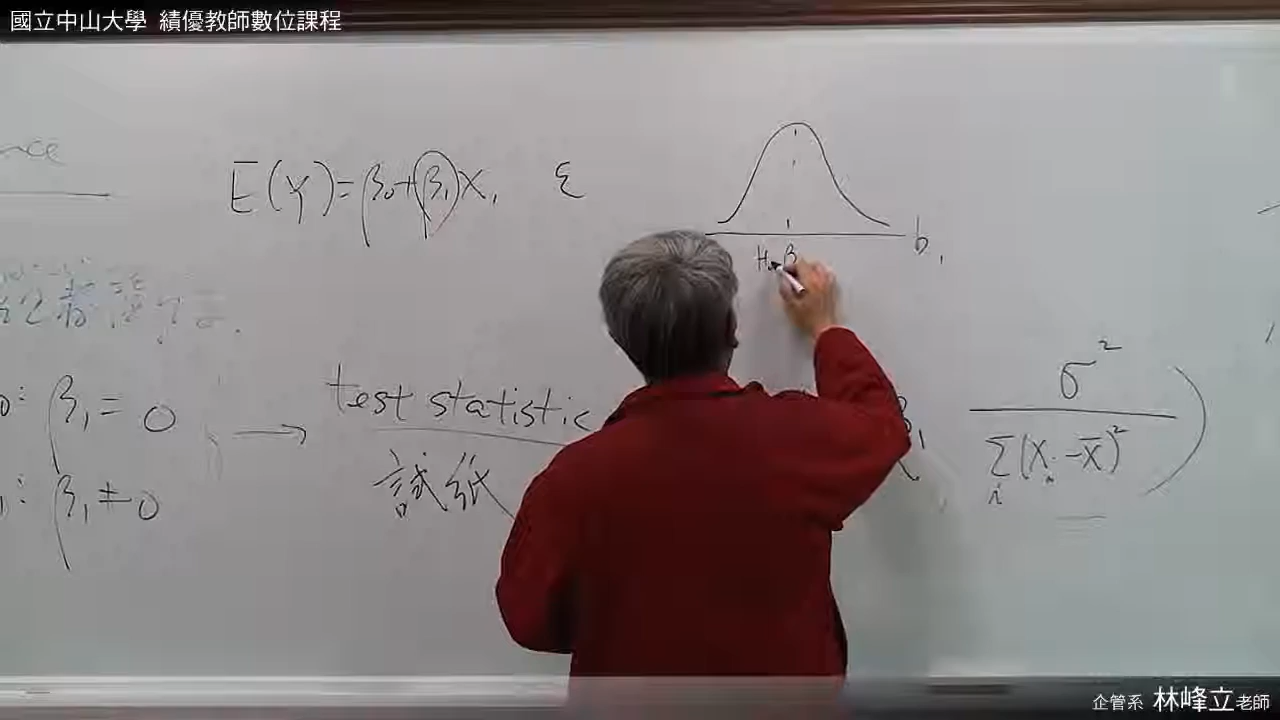 國立中山大學 績優教師數位課程
E(Y)=β₀+β₁X₁ ε
b₁
H₀ β
0: β₁ = 0
1: β₁ ≠ 0
test statistic
試紙
β₁
σ²
Σ(Xᵢ-X̄)²
i
企管系 林峰立老師